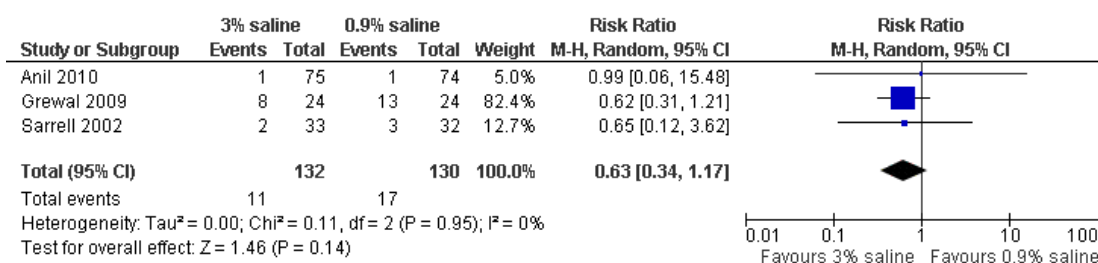 3% saline 0.9% saline Risk Ratio Risk Ratio
Study or Subgroup Events Total Events Total Weight M-H, Random, 95% CI M-H, Random, 95% CI
Anil 2010 1 75 1 74 5.0% 0.99 [0.06, 15.48]
Grewal 2009 8 24 13 24 82.4% 0.62 [0.31, 1.21]
Sarrell 2002 2 33 3 32 12.7% 0.65 [0.12, 3.62]
Total (95% CI) 132 130 100.0% 0.63 [0.34, 1.17]
Total events 11 17
Heterogeneity: Tau² = 0.00; Chi² = 0.11, df = 2 (P = 0.95); I² = 0%
Test for overall effect: Z = 1.46 (P = 0.14)
0.01 0.1 1 10 100
Favours 3% saline Favours 0.9% saline